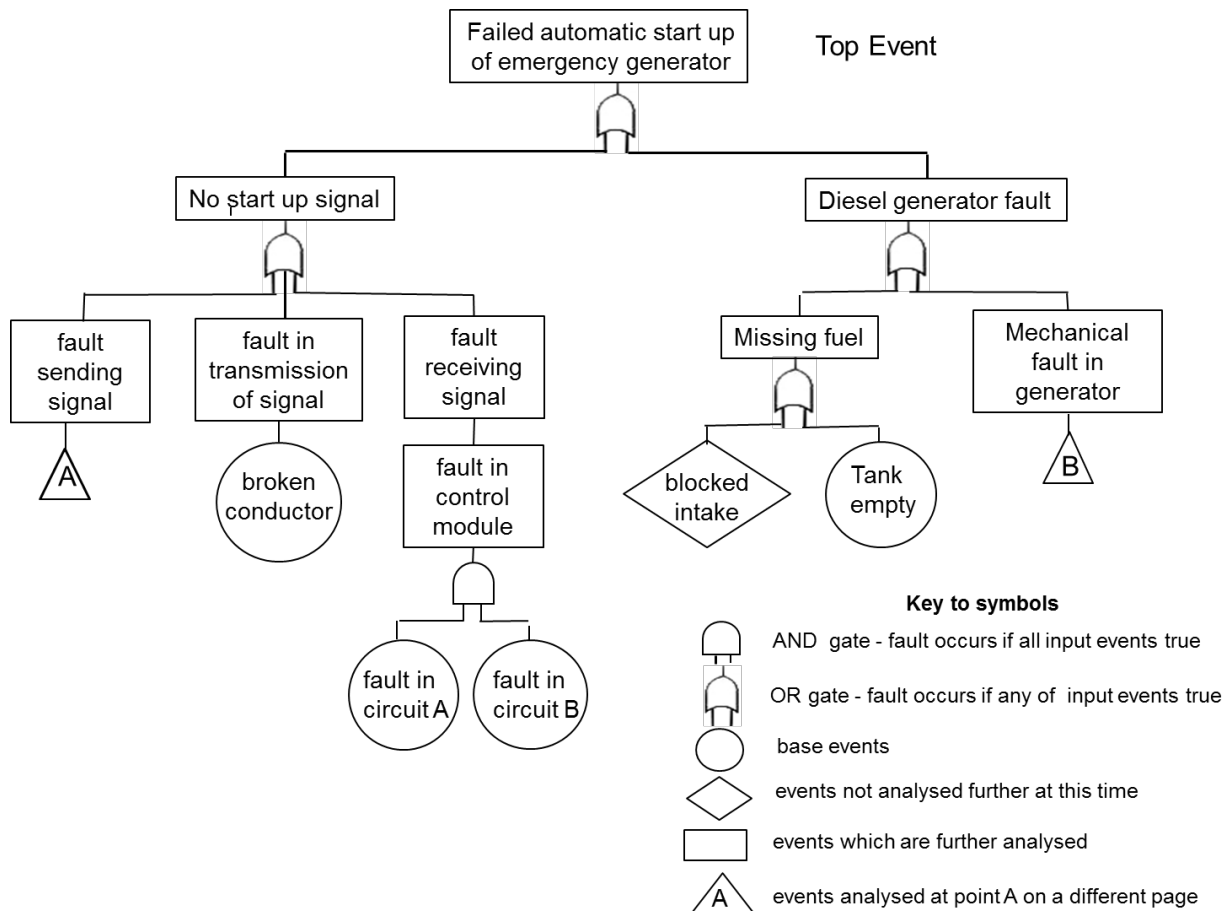 Failed automatic start up
of emergency generator
Top Event
No start up signal
Diesel generator fault
fault
sending
signal
fault in
transmission
of signal
fault
receiving
signal
Missing fuel
Mechanical
fault in
generator
A
broken
conductor
fault in
control
module
blocked
intake
Tank
empty
B
fault in
circuit A
fault in
circuit B
Key to symbols
AND gate - fault occurs if all input events true
OR gate - fault occurs if any of input events true
base events
events not analysed further at this time
events which are further analysed
A
events analysed at point A on a different page